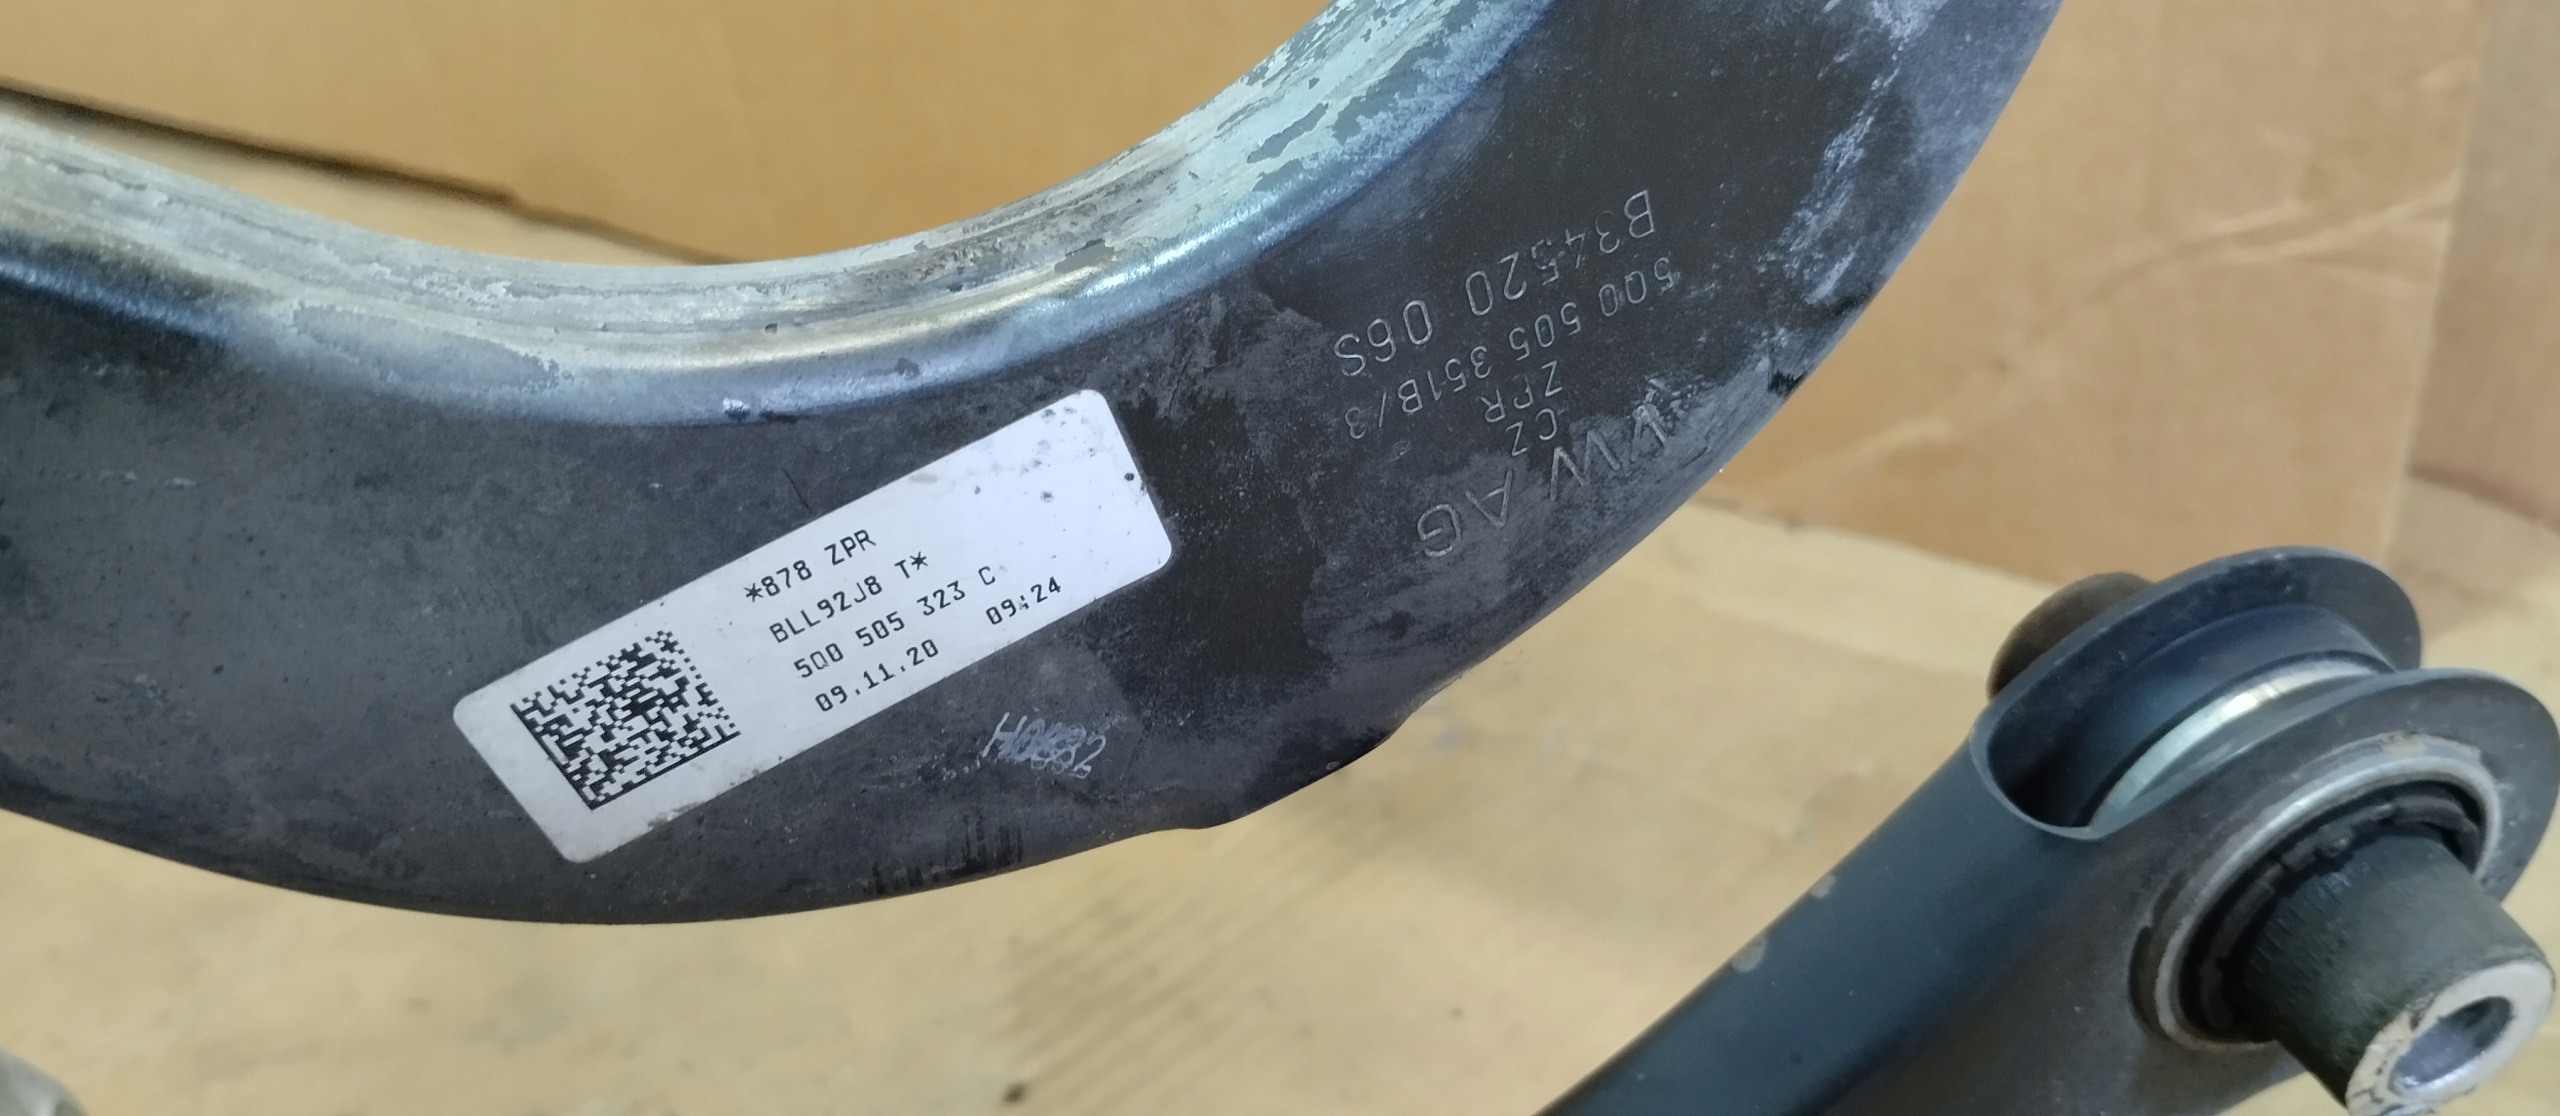 *878 ZPR
BLL92J8 T*
5Q0 505 323 C
09.11.20 09:24
VW AG
CZ
ZPR
5Q0 505 351B/3
B34520 06S